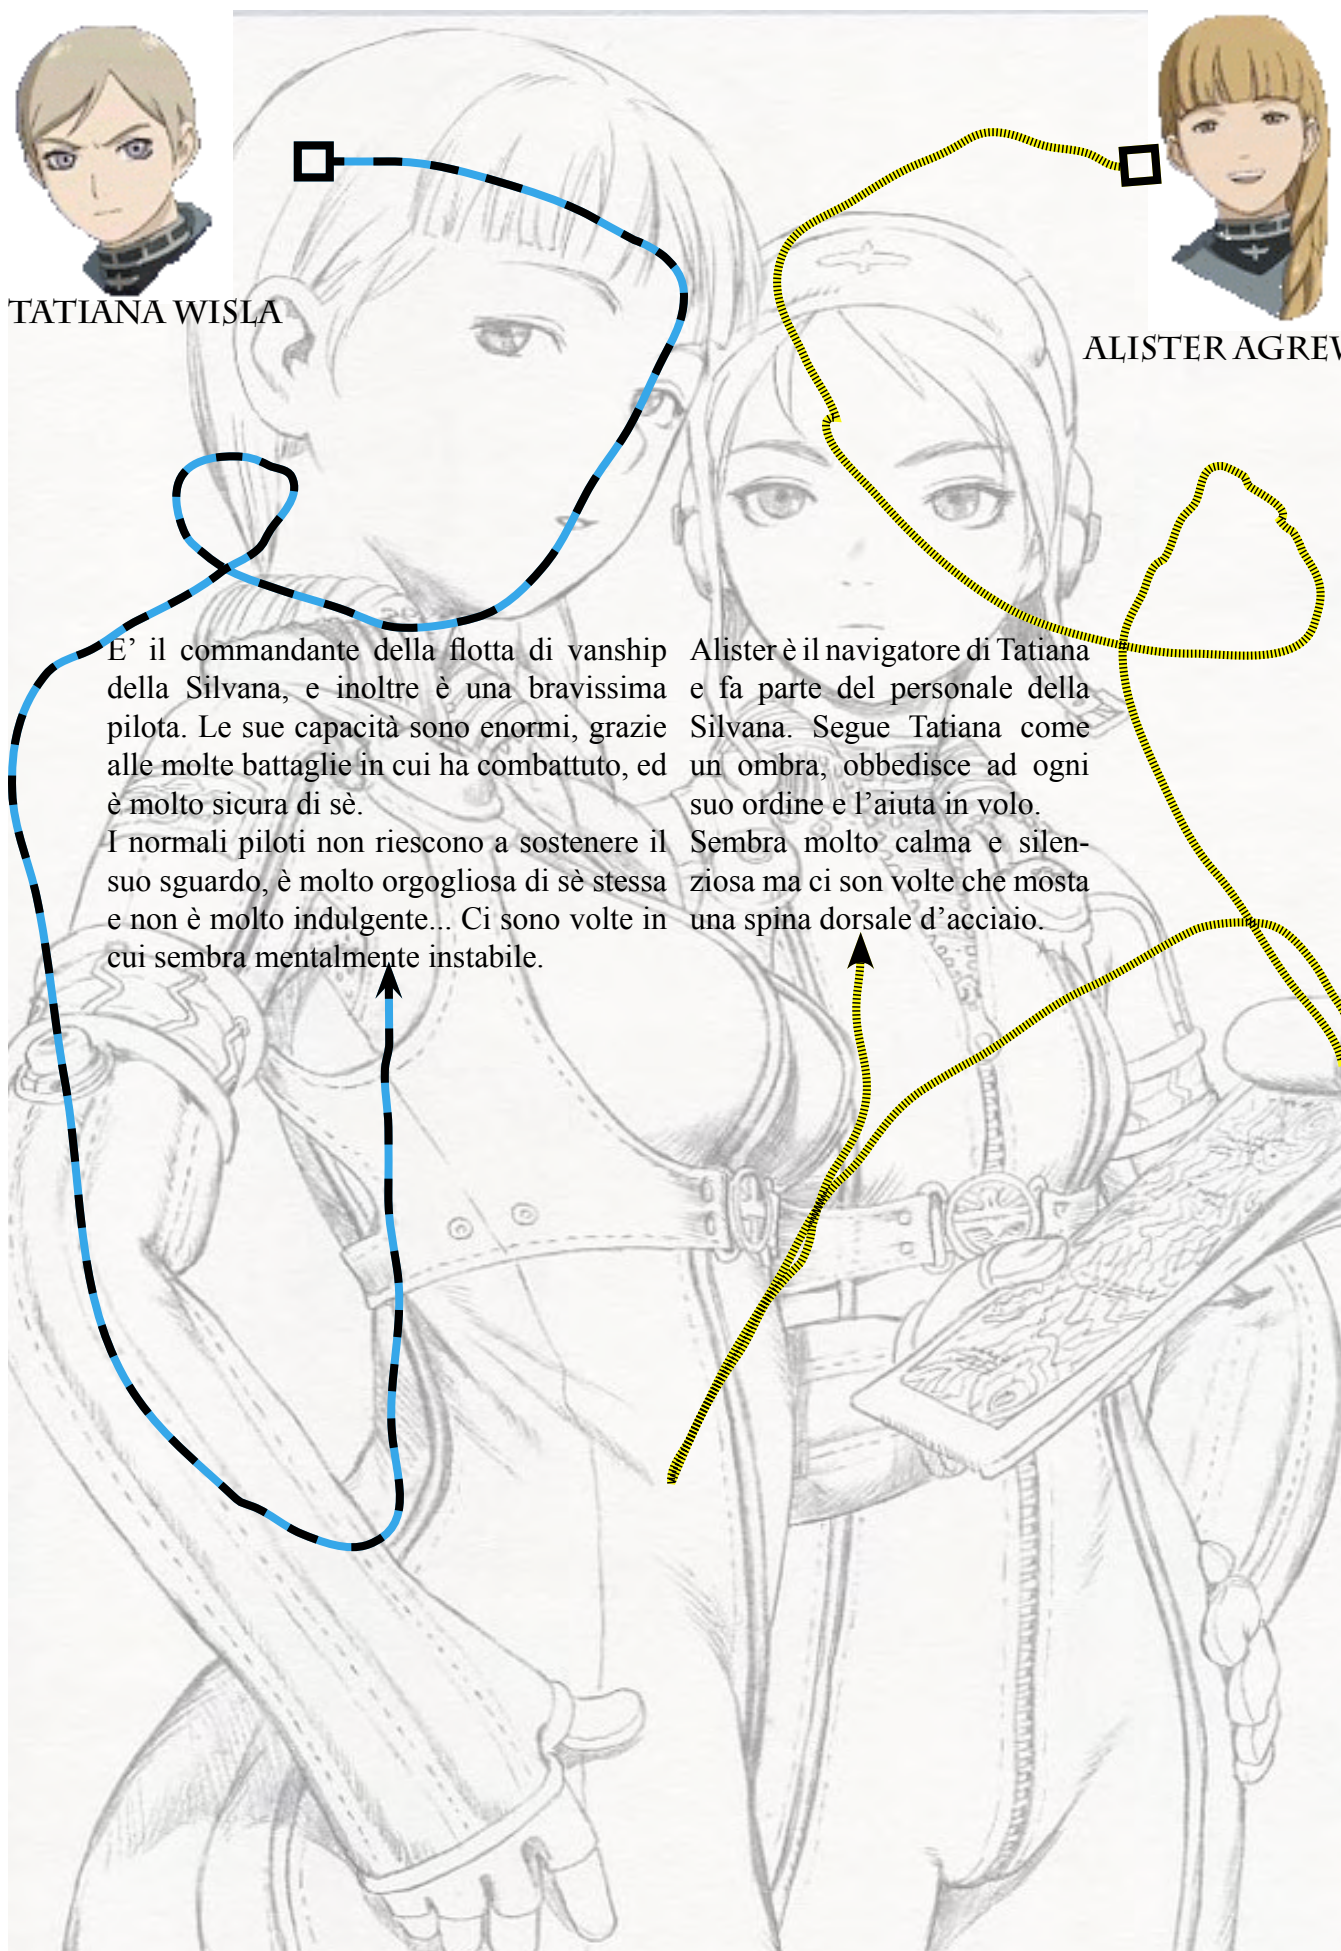 TATIANA WISLA
ALISTER AGREW
E’ il commandante della flotta di vanship
della Silvana, e inoltre è una bravissima
pilota. Le sue capacità sono enormi, grazie
alle molte battaglie in cui ha combattuto, ed
è molto sicura di sè.
I normali piloti non riescono a sostenere il
suo sguardo, è molto orgogliosa di sè stessa
e non è molto indulgente... Ci sono volte in
cui sembra mentalmente instabile.
Alister è il navigatore di Tatiana
e fa parte del personale della
Silvana. Segue Tatiana come
un ombra, obbedisce ad ogni
suo ordine e l’aiuta in volo.
Sembra molto calma e silen-
ziosa ma ci son volte che mosta
una spina dorsale d’acciaio.